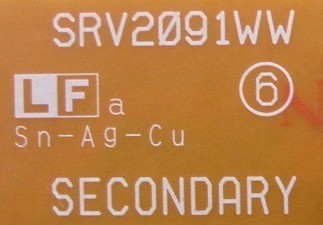 SRV2091WW
LF a 6
Sn-Ag-Cu
SECONDARY